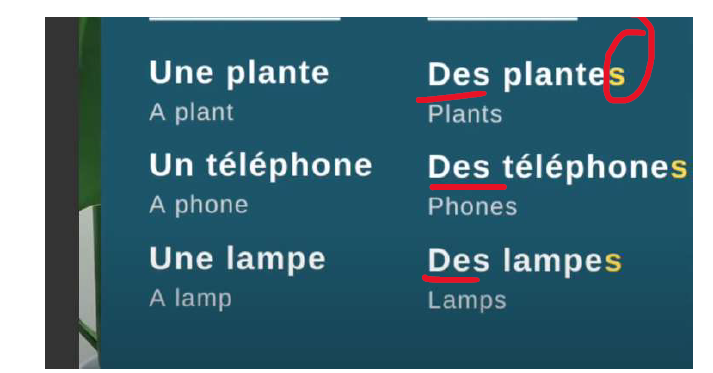 Une plante Des plantes
A plant Plants
Un téléphone Des téléphones
A phone Phones
Une lampe Des lampes
A lamp Lamps